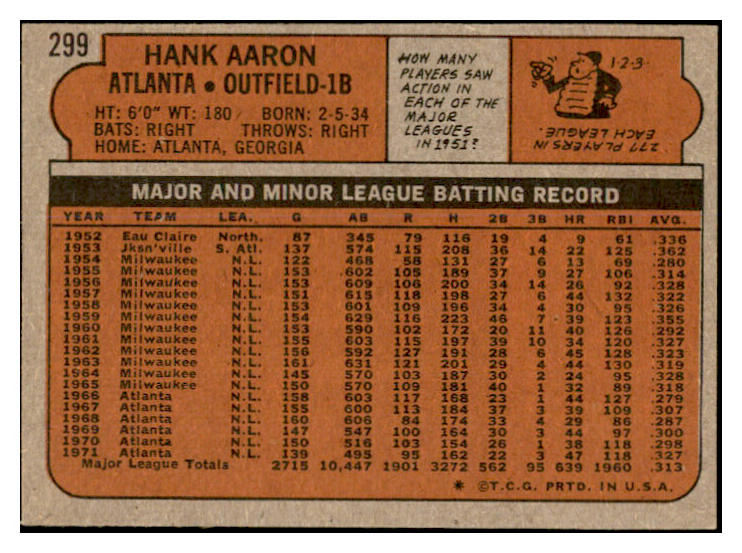 299
HANK AARON
ATLANTA • OUTFIELD-1B
HT: 6'0" WT: 180 BORN: 2-5-34
BATS: RIGHT THROWS: RIGHT
HOME: ATLANTA, GEORGIA
HOW MANY
PLAYERS SAW
ACTION IN
EACH OF THE
MAJOR
LEAGUES
IN 1951?
1-2-3-
277 PLAYERS IN
EACH LEAGUE.
MAJOR AND MINOR LEAGUE BATTING RECORD
YEAR TEAM LEA. G AB R H 2B 3B HR RBI AVG.
1952 Eau Claire North. 87 345 79 116 19 4 9 61 .336
1953 Jksn'ville S. Atl. 137 574 115 208 36 14 22 125 .362
1954 Milwaukee N.L. 122 468 58 131 27 6 13 69 .280
1955 Milwaukee N.L. 153 602 105 189 37 9 27 106 .314
1956 Milwaukee N.L. 153 609 106 200 34 14 26 92 .328
1957 Milwaukee N.L. 151 615 118 198 27 6 44 132 .322
1958 Milwaukee N.L. 153 601 109 196 34 4 30 95 .326
1959 Milwaukee N.L. 154 629 116 223 46 7 39 123 .355
1960 Milwaukee N.L. 153 590 102 172 20 11 40 126 .292
1961 Milwaukee N.L. 155 603 115 197 39 10 34 120 .327
1962 Milwaukee N.L. 156 592 127 191 28 6 45 128 .323
1963 Milwaukee N.L. 161 631 121 201 29 4 44 130 .319
1964 Milwaukee N.L. 145 570 103 187 30 2 24 95 .328
1965 Milwaukee N.L. 150 570 109 181 40 1 32 89 .318
1966 Atlanta N.L. 158 603 117 168 23 1 44 127 .279
1967 Atlanta N.L. 155 600 113 184 37 3 39 109 .307
1968 Atlanta N.L. 160 606 84 174 33 4 29 86 .287
1969 Atlanta N.L. 147 547 100 164 30 3 44 97 .300
1970 Atlanta N.L. 150 516 103 154 26 1 38 118 .298
1971 Atlanta N.L. 139 495 95 162 22 3 47 118 .327
Major League Totals 2715 10,447 1901 3272 562 95 639 1960 .313
* ©T.C.G. PRTD. IN U.S.A.